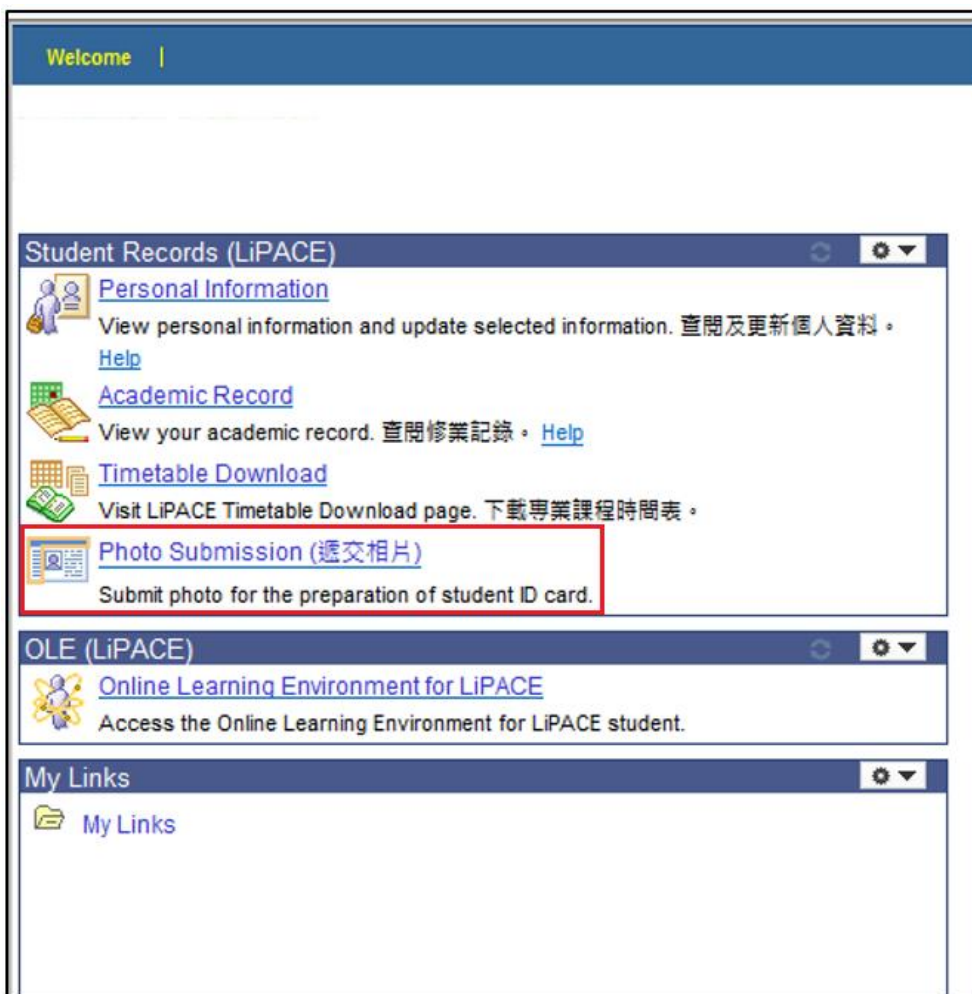 Welcome |
Student Records (LiPACE)
Personal Information
View personal information and update selected information. 查閱及更新個人資料。
Help
Academic Record
View your academic record. 查閱修業記錄。 Help
Timetable Download
Visit LiPACE Timetable Download page. 下載專業課程時間表。
Photo Submission (遞交相片)
Submit photo for the preparation of student ID card.
OLE (LiPACE)
Online Learning Environment for LiPACE
Access the Online Learning Environment for LiPACE student.
My Links
My Links